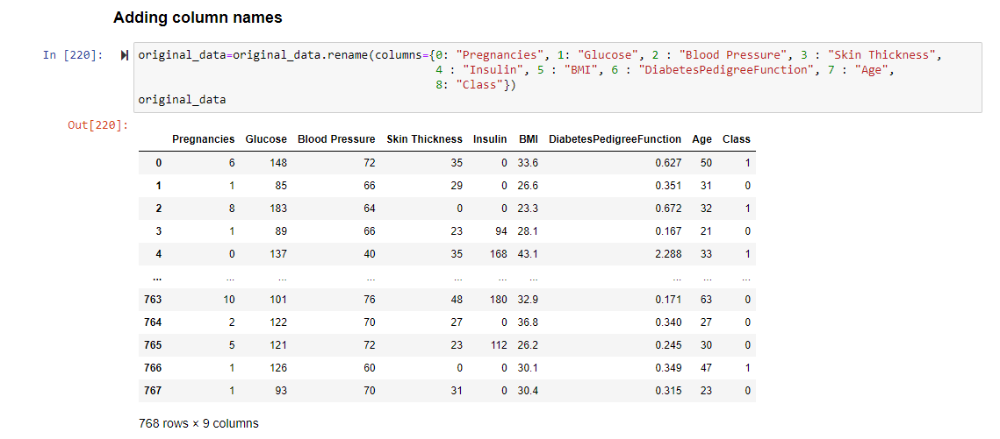 Adding column names
In [220]: original_data=original_data.rename(columns={0: "Pregnancies", 1: "Glucose", 2 : "Blood Pressure", 3 : "Skin Thickness",
4 : "Insulin", 5 : "BMI", 6 : "DiabetesPedigreeFunction", 7 : "Age",
8: "Class"})
original_data
Out[220]:
Pregnancies Glucose Blood Pressure Skin Thickness Insulin BMI DiabetesPedigreeFunction Age Class
0 6 148 72 35 0 33.6 0.627 50 1
1 1 85 66 29 0 26.6 0.351 31 0
2 8 183 64 0 0 23.3 0.672 32 1
3 1 89 66 23 94 28.1 0.167 21 0
4 0 137 40 35 168 43.1 2.288 33 1
... ... ... ... ... ... ... ... ... ...
763 10 101 76 48 180 32.9 0.171 63 0
764 2 122 70 27 0 36.8 0.340 27 0
765 5 121 72 23 112 26.2 0.245 30 0
766 1 126 60 0 0 30.1 0.349 47 1
767 1 93 70 31 0 30.4 0.315 23 0
768 rows × 9 columns